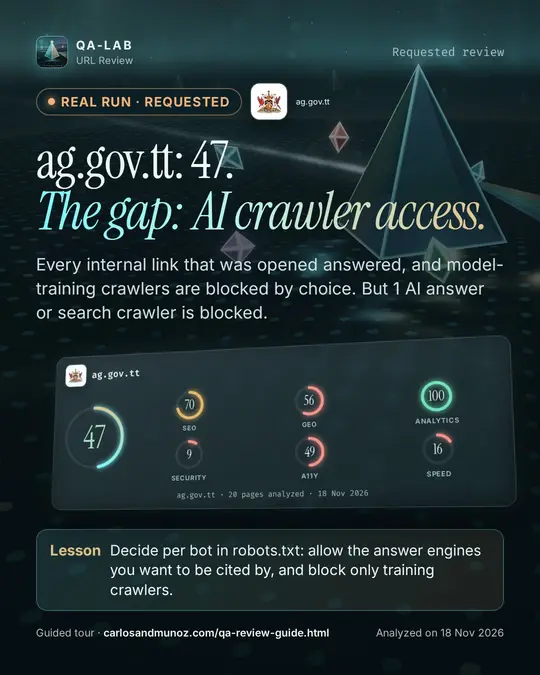 QA-LAB
URL Review
Requested review
REAL RUN · REQUESTED
ag.gov.tt
ag.gov.tt: 47.
The gap: AI crawler access.
Every internal link that was opened answered, and model-
training crawlers are blocked by choice. But 1 AI answer
or search crawler is blocked.
ag.gov.tt
47
70
SEO
56
GEO
100
ANALYTICS
9
SECURITY
49
A11Y
16
SPEED
ag.gov.tt · 20 pages analyzed · 18 Nov 2026
Lesson
Decide per bot in robots.txt: allow the answer engines
you want to be cited by, and block only training
crawlers.
Guided tour · carlosandmunoz.com/qa-review-guide.html
Analyzed on 18 Nov 2026